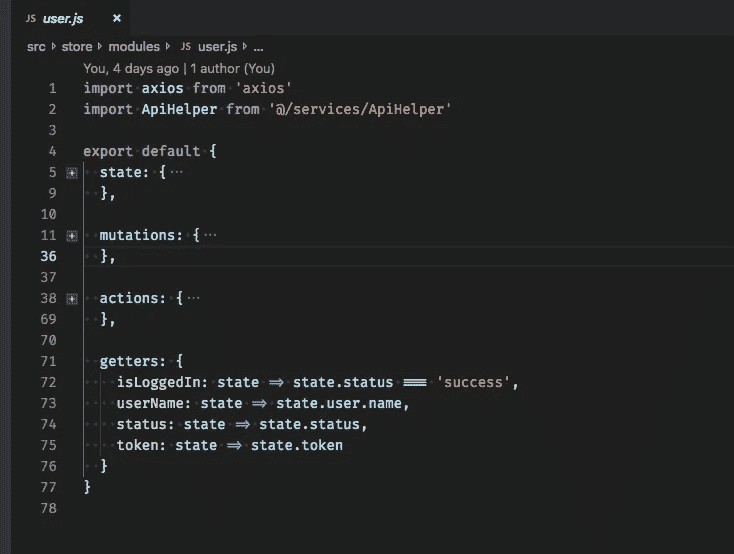 JS user.js ×
src › store › modules › JS user.js › ...
You, 4 days ago | 1 author (You)
1 import axios from 'axios'
2 import ApiHelper from '@/services/ApiHelper'
3
4 export default {
5 state: { ...
9 },
10
11 mutations: { ...
36 },
37
38 actions: { ...
69 },
70
71 getters: {
72 isLoggedIn: state => state.status === 'success',
73 userName: state => state.user.name,
74 status: state => state.status,
75 token: state => state.token
76 }
77 }
78